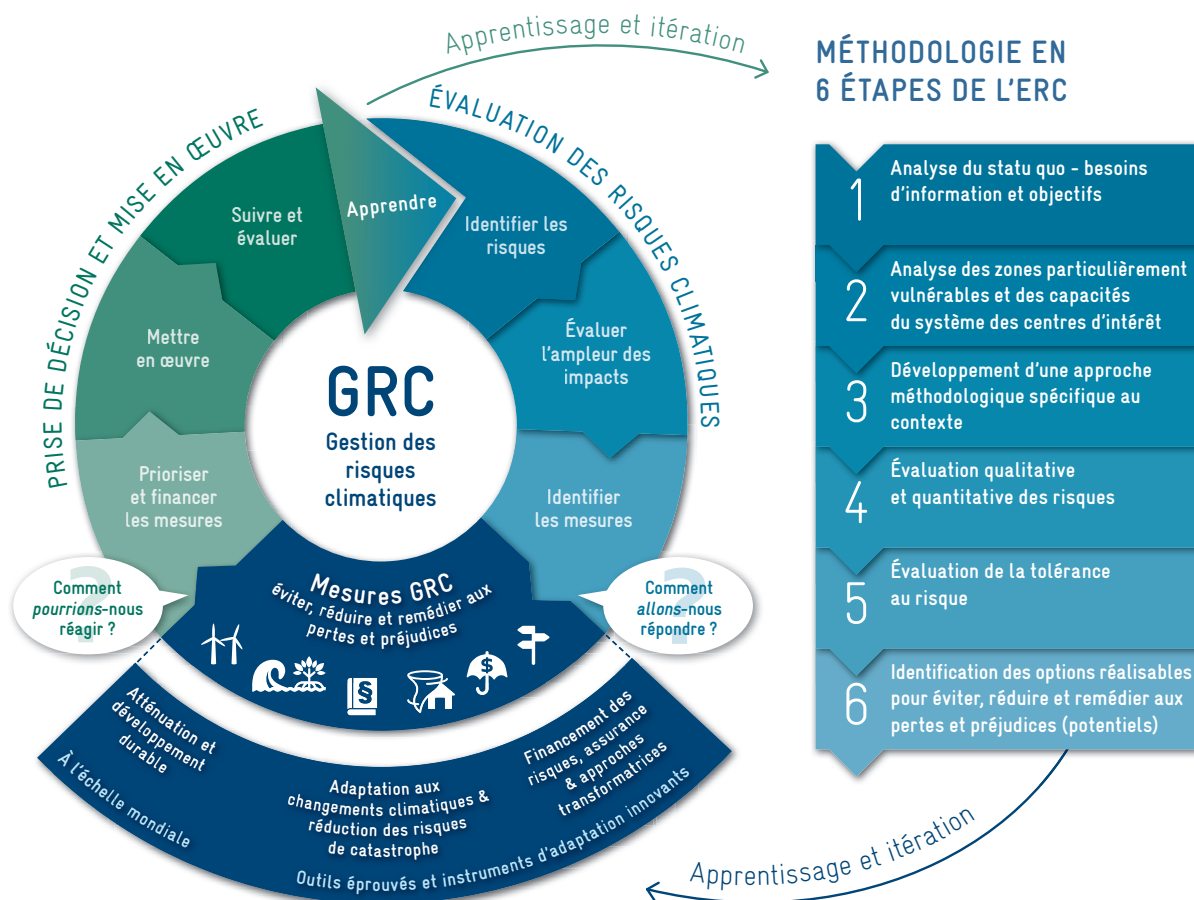 Apprentissage et itération
MÉTHODOLOGIE EN
6 ÉTAPES DE L'ERC
PRISE DE DÉCISION ET MISE EN ŒUVRE
ÉVALUATION DES RISQUES CLIMATIQUES
Apprendre
Identifier les
risques
Évaluer
l'ampleur des
impacts
Identifier
les mesures
Suivre et
évaluer
Mettre
en œuvre
Prioriser
et financer
les mesures
GRC
Gestion des
risques
climatiques
?
Comment
pourrions-nous
réagir ?
?
Comment
allons-nous
répondre ?
Mesures GRC
éviter, réduire et remédier aux
pertes et préjudices
§
$
Atténuation et
développement
durable
Adaptation aux
changements climatiques &
réduction des risques
de catastrophe
Financement des
risques, assurance
& approches
transformatrices
À l'échelle mondiale
Outils éprouvés et instruments d'adaptation innovants
1
Analyse du statu quo - besoins
d'information et objectifs
2
Analyse des zones particulièrement
vulnérables et des capacités
du système des centres d'intérêt
3
Développement d'une approche
méthodologique spécifique au
contexte
4
Évaluation qualitative
et quantitative des risques
5
Évaluation de la tolérance
au risque
6
Identification des options réalisables
pour éviter, réduire et remédier aux
pertes et préjudices (potentiels)
Apprentissage et itération